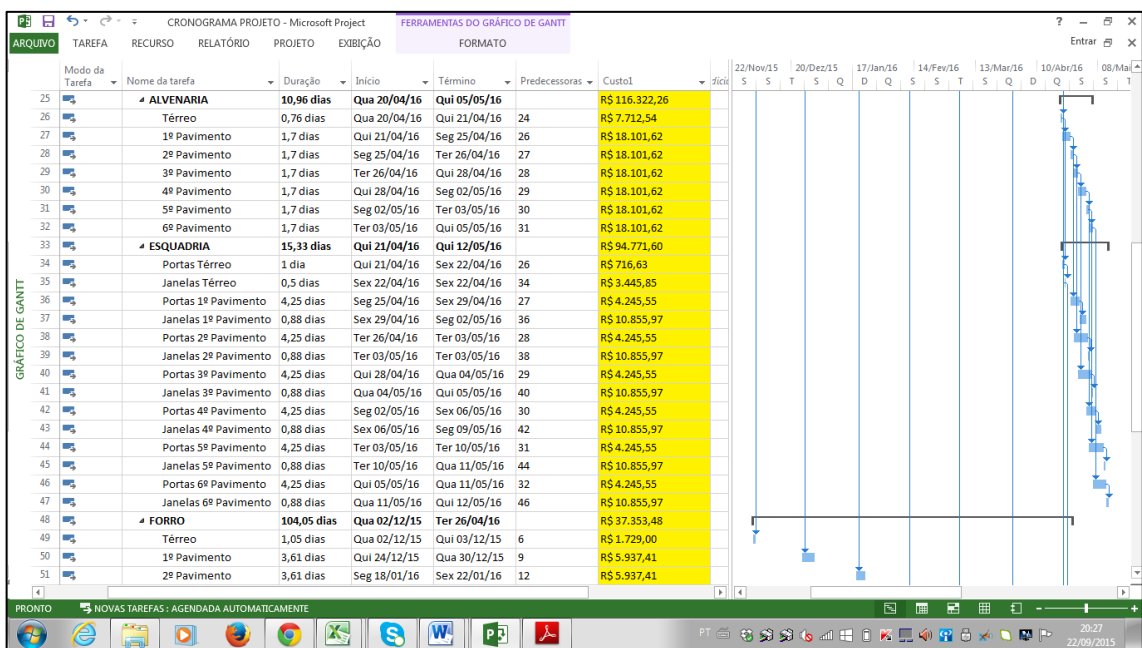 CRONOGRAMA PROJETO - Microsoft Project FERRAMENTAS DO GRÁFICO DE GANTT
ARQUIVO TAREFA RECURSO RELATÓRIO PROJETO EXIBIÇÃO FORMATO Entrar
Modo da Tarefa Nome da tarefa Duração Início Término Predecessoras Custo1
22/Nov/15 20/Dez/15 17/Jan/16 14/Fev/16 13/Mar/16 10/Abr/16 08/Mai
S S T S Q D Q S S T S Q D Q S S T
25 ALVENARIA 10,96 dias Qua 20/04/16 Qui 05/05/16 R$ 116.322,26
26 Térreo 0,76 dias Qua 20/04/16 Qui 21/04/16 24 R$ 7.712,54
27 1º Pavimento 1,7 dias Qui 21/04/16 Seg 25/04/16 26 R$ 18.101,62
28 2º Pavimento 1,7 dias Seg 25/04/16 Ter 26/04/16 27 R$ 18.101,62
29 3º Pavimento 1,7 dias Ter 26/04/16 Qui 28/04/16 28 R$ 18.101,62
30 4º Pavimento 1,7 dias Qui 28/04/16 Seg 02/05/16 29 R$ 18.101,62
31 5º Pavimento 1,7 dias Seg 02/05/16 Ter 03/05/16 30 R$ 18.101,62
32 6º Pavimento 1,7 dias Ter 03/05/16 Qui 05/05/16 31 R$ 18.101,62
33 ESQUADRIA 15,33 dias Qui 21/04/16 Qui 12/05/16 R$ 94.771,60
34 Portas Térreo 1 dia Qui 21/04/16 Sex 22/04/16 26 R$ 716,63
35 Janelas Térreo 0,5 dias Sex 22/04/16 Sex 22/04/16 34 R$ 3.445,85
36 Portas 1º Pavimento 4,25 dias Seg 25/04/16 Sex 29/04/16 27 R$ 4.245,55
37 Janelas 1º Pavimento 0,88 dias Sex 29/04/16 Seg 02/05/16 36 R$ 10.855,97
38 Portas 2º Pavimento 4,25 dias Ter 26/04/16 Ter 03/05/16 28 R$ 4.245,55
39 Janelas 2º Pavimento 0,88 dias Ter 03/05/16 Ter 03/05/16 38 R$ 10.855,97
40 Portas 3º Pavimento 4,25 dias Qui 28/04/16 Qua 04/05/16 29 R$ 4.245,55
41 Janelas 3º Pavimento 0,88 dias Qua 04/05/16 Qui 05/05/16 40 R$ 10.855,97
42 Portas 4º Pavimento 4,25 dias Seg 02/05/16 Sex 06/05/16 30 R$ 4.245,55
43 Janelas 4º Pavimento 0,88 dias Sex 06/05/16 Seg 09/05/16 42 R$ 10.855,97
44 Portas 5º Pavimento 4,25 dias Ter 03/05/16 Ter 10/05/16 31 R$ 4.245,55
45 Janelas 5º Pavimento 0,88 dias Ter 10/05/16 Qua 11/05/16 44 R$ 10.855,97
46 Portas 6º Pavimento 4,25 dias Qui 05/05/16 Qua 11/05/16 32 R$ 4.245,55
47 Janelas 6º Pavimento 0,88 dias Qua 11/05/16 Qui 12/05/16 46 R$ 10.855,97
48 FORRO 104,05 dias Qua 02/12/15 Ter 26/04/16 R$ 37.353,48
49 Térreo 1,05 dias Qua 02/12/15 Qui 03/12/15 6 R$ 1.729,00
50 1º Pavimento 3,61 dias Qui 24/12/15 Qua 30/12/15 9 R$ 5.937,41
51 2º Pavimento 3,61 dias Seg 18/01/16 Sex 22/01/16 12 R$ 5.937,41
GRÁFICO DE GANTT
PRONTO NOVAS TAREFAS : AGENDADA AUTOMATICAMENTE
PT 20:27
22/09/2015